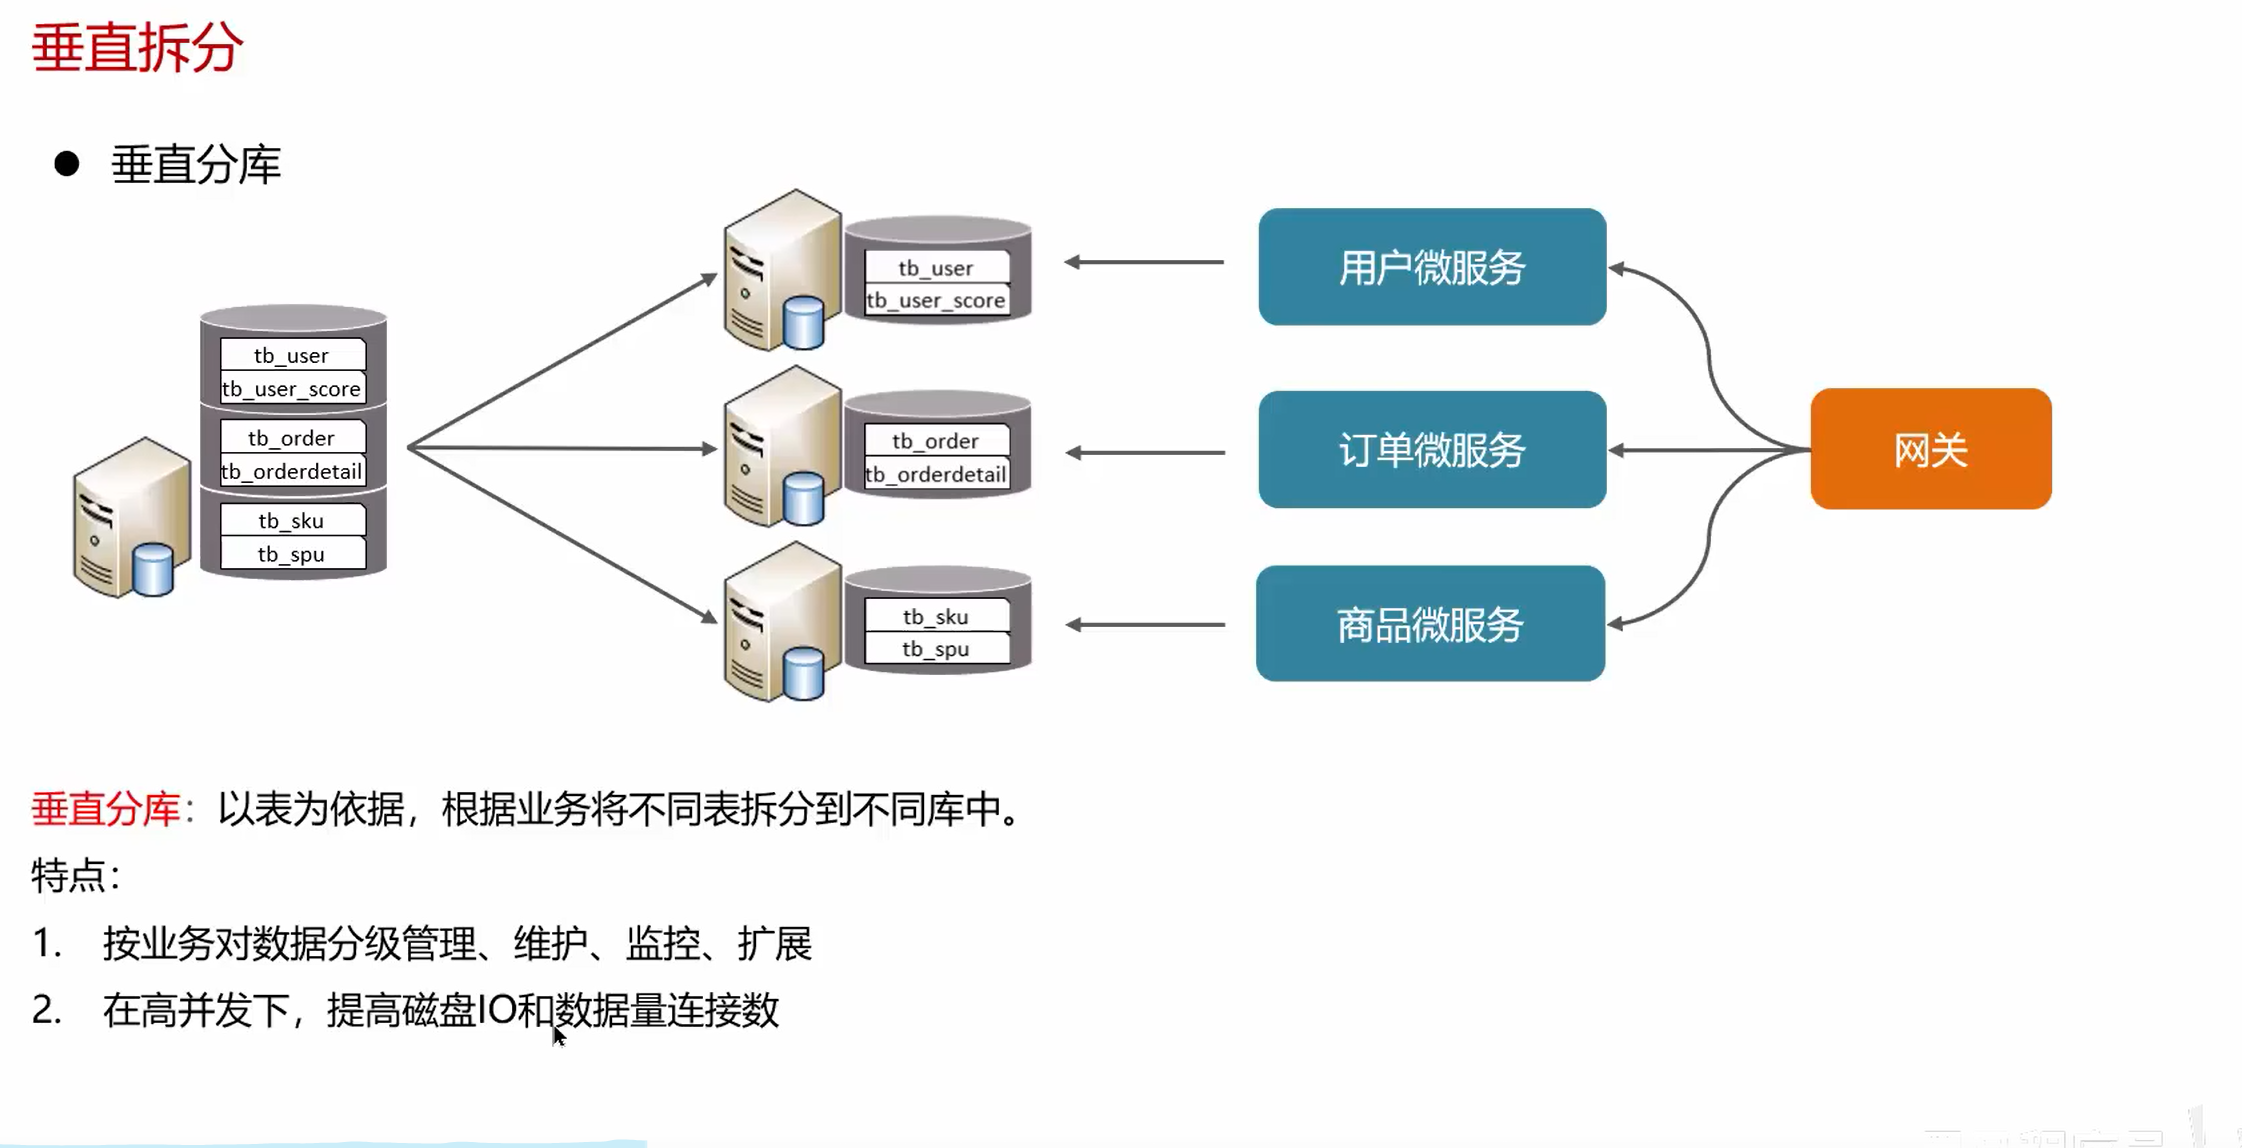 垂直拆分
● 垂直分库
tb_user
tb_user_score
tb_order
tb_orderdetail
tb_sku
tb_spu
tb_user
tb_user_score
tb_order
tb_orderdetail
tb_sku
tb_spu
用户微服务
订单微服务
商品微服务
网关
垂直分库：以表为依据，根据业务将不同表拆分到不同库中。
特点：
1. 按业务对数据分级管理、维护、监控、扩展
2. 在高并发下，提高磁盘IO和数据量连接数